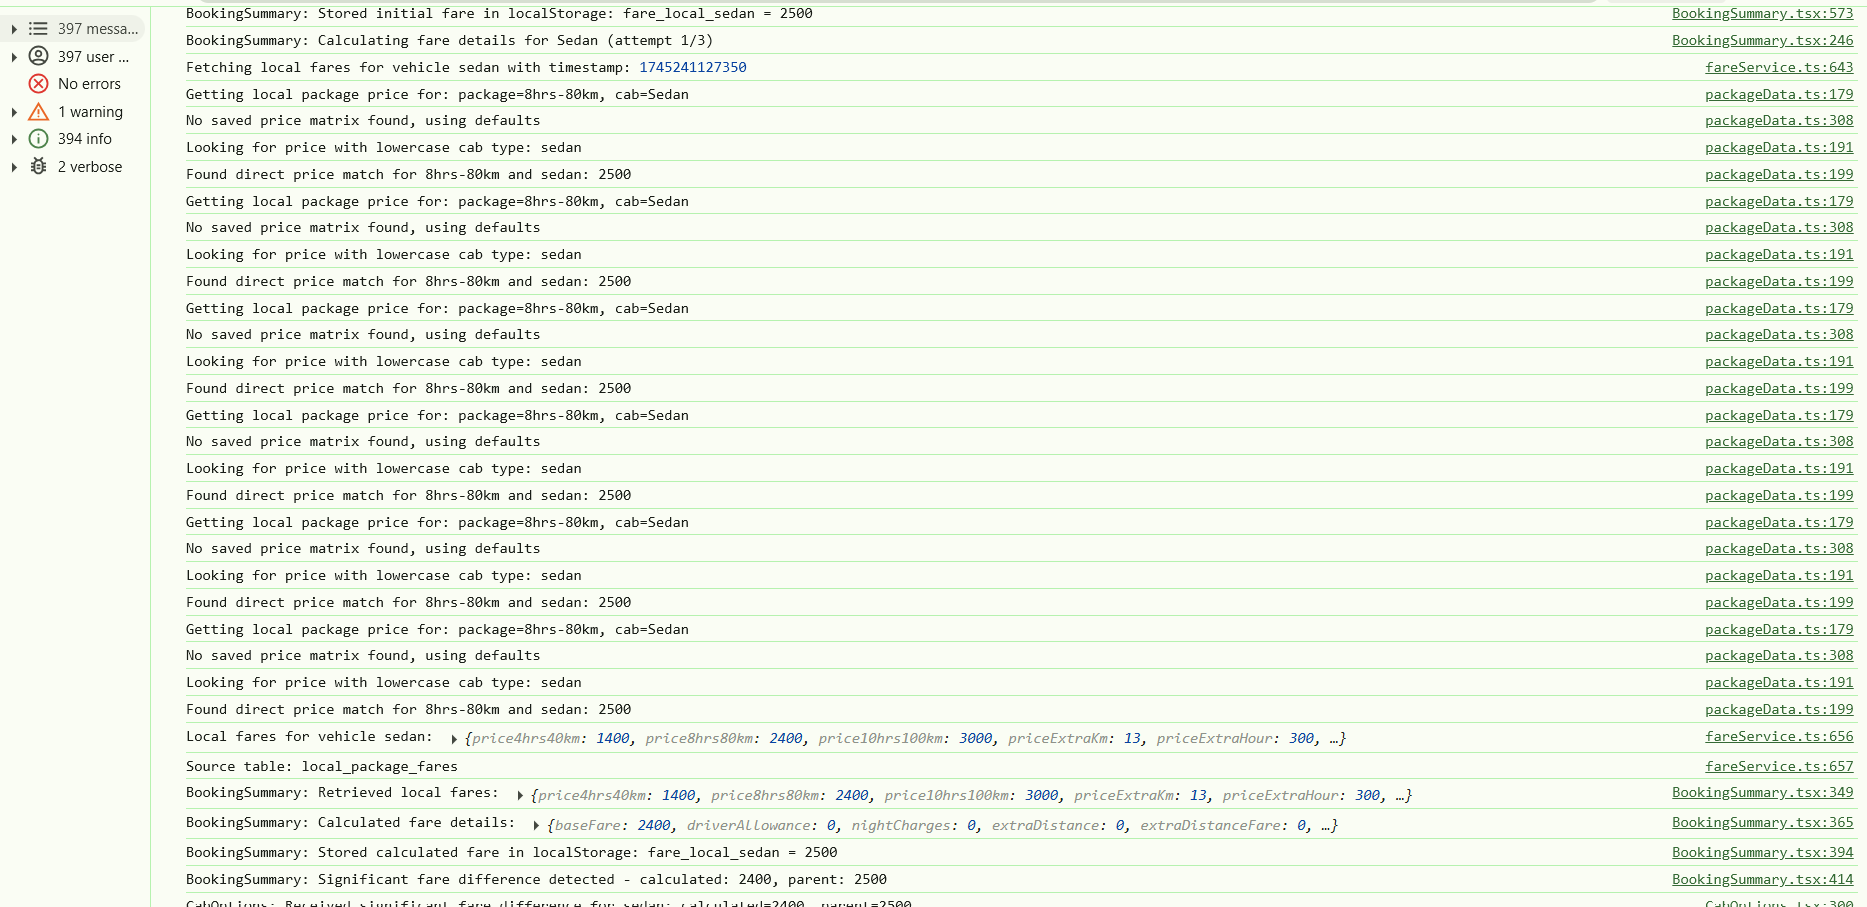 397 messa...
397 user ...
No errors
1 warning
394 info
2 verbose
BookingSummary: Stored initial fare in localStorage: fare_local_sedan = 2500 BookingSummary.tsx:573
BookingSummary: Calculating fare details for Sedan (attempt 1/3) BookingSummary.tsx:246
Fetching local fares for vehicle sedan with timestamp: 1745241127350 fareService.ts:643
Getting local package price for: package=8hrs-80km, cab=Sedan packageData.ts:179
No saved price matrix found, using defaults packageData.ts:308
Looking for price with lowercase cab type: sedan packageData.ts:191
Found direct price match for 8hrs-80km and sedan: 2500 packageData.ts:199
Getting local package price for: package=8hrs-80km, cab=Sedan packageData.ts:179
No saved price matrix found, using defaults packageData.ts:308
Looking for price with lowercase cab type: sedan packageData.ts:191
Found direct price match for 8hrs-80km and sedan: 2500 packageData.ts:199
Getting local package price for: package=8hrs-80km, cab=Sedan packageData.ts:179
No saved price matrix found, using defaults packageData.ts:308
Looking for price with lowercase cab type: sedan packageData.ts:191
Found direct price match for 8hrs-80km and sedan: 2500 packageData.ts:199
Getting local package price for: package=8hrs-80km, cab=Sedan packageData.ts:179
No saved price matrix found, using defaults packageData.ts:308
Looking for price with lowercase cab type: sedan packageData.ts:191
Found direct price match for 8hrs-80km and sedan: 2500 packageData.ts:199
Getting local package price for: package=8hrs-80km, cab=Sedan packageData.ts:179
No saved price matrix found, using defaults packageData.ts:308
Looking for price with lowercase cab type: sedan packageData.ts:191
Found direct price match for 8hrs-80km and sedan: 2500 packageData.ts:199
Getting local package price for: package=8hrs-80km, cab=Sedan packageData.ts:179
No saved price matrix found, using defaults packageData.ts:308
Looking for price with lowercase cab type: sedan packageData.ts:191
Found direct price match for 8hrs-80km and sedan: 2500 packageData.ts:199
Local fares for vehicle sedan: {price4hrs40km: 1400, price8hrs80km: 2400, price10hrs100km: 3000, priceExtraKm: 13, priceExtraHour: 300, …} fareService.ts:656
Source table: local_package_fares fareService.ts:657
BookingSummary: Retrieved local fares: {price4hrs40km: 1400, price8hrs80km: 2400, price10hrs100km: 3000, priceExtraKm: 13, priceExtraHour: 300, …} BookingSummary.tsx:349
BookingSummary: Calculated fare details: {baseFare: 2400, driverAllowance: 0, nightCharges: 0, extraDistance: 0, extraDistanceFare: 0, …} BookingSummary.tsx:365
BookingSummary: Stored calculated fare in localStorage: fare_local_sedan = 2500 BookingSummary.tsx:394
BookingSummary: Significant fare difference detected - calculated: 2400, parent: 2500 BookingSummary.tsx:414
CabOptions: Received significant fare difference for sedan: calculated=2400, parent=2500 CabOptions.tsx:300